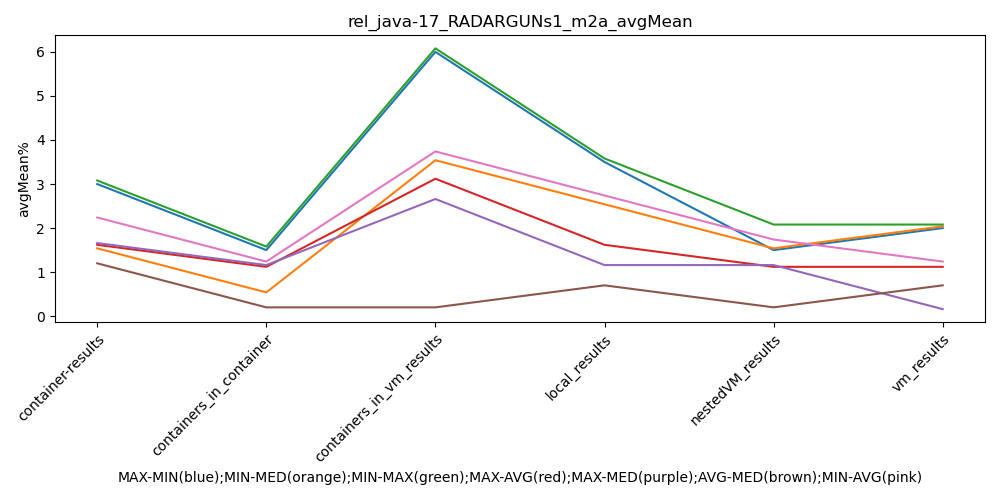 rel_java-17_RADARGUNs1_m2a_avgMean
avgMean%
6
5
4
3
2
1
0
container-results
containers_in_container
containers_in_vm_results
local_results
nestedVM_results
vm_results
MAX-MIN(blue);MIN-MED(orange);MIN-MAX(green);MAX-AVG(red);MAX-MED(purple);AVG-MED(brown);MIN-AVG(pink)